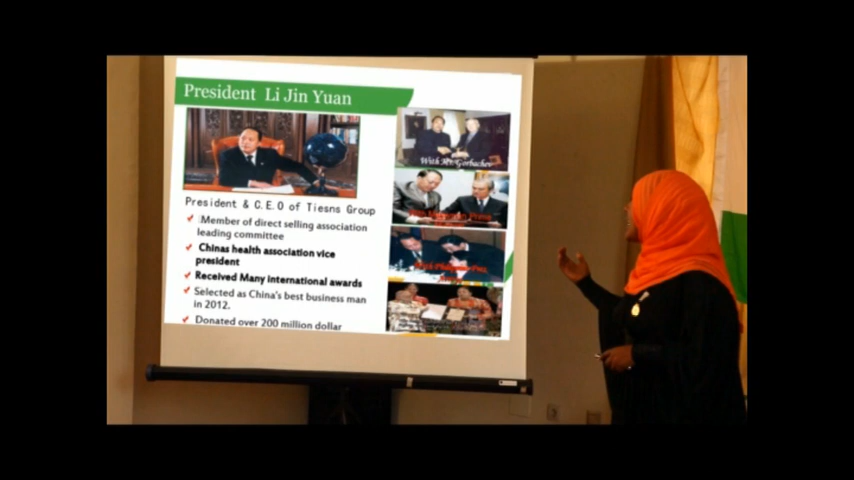 President Li Jin Yuan
President & C.E.O of Tiesns Group
Member of direct selling association
leading committee
Chinas health association vice
president
Received Many international awards
Selected as China's best business man
in 2012.
Donated over 200 million dollar
With Mr. Gorbachev